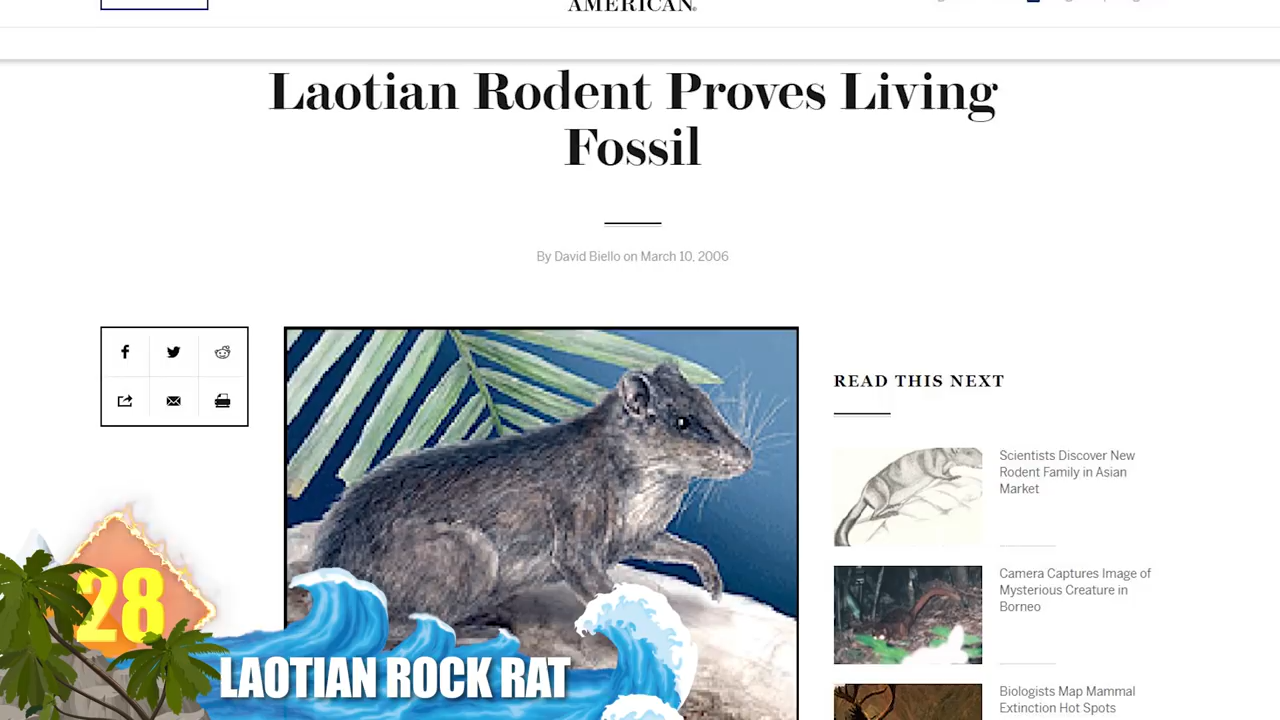 AMERICAN®
Laotian Rodent Proves Living
Fossil
By David Biello on March 10, 2006
READ THIS NEXT
Scientists Discover New
Rodent Family in Asian
Market
Camera Captures Image of
Mysterious Creature in
Borneo
Biologists Map Mammal
Extinction Hot Spots
28
LAOTIAN ROCK RAT